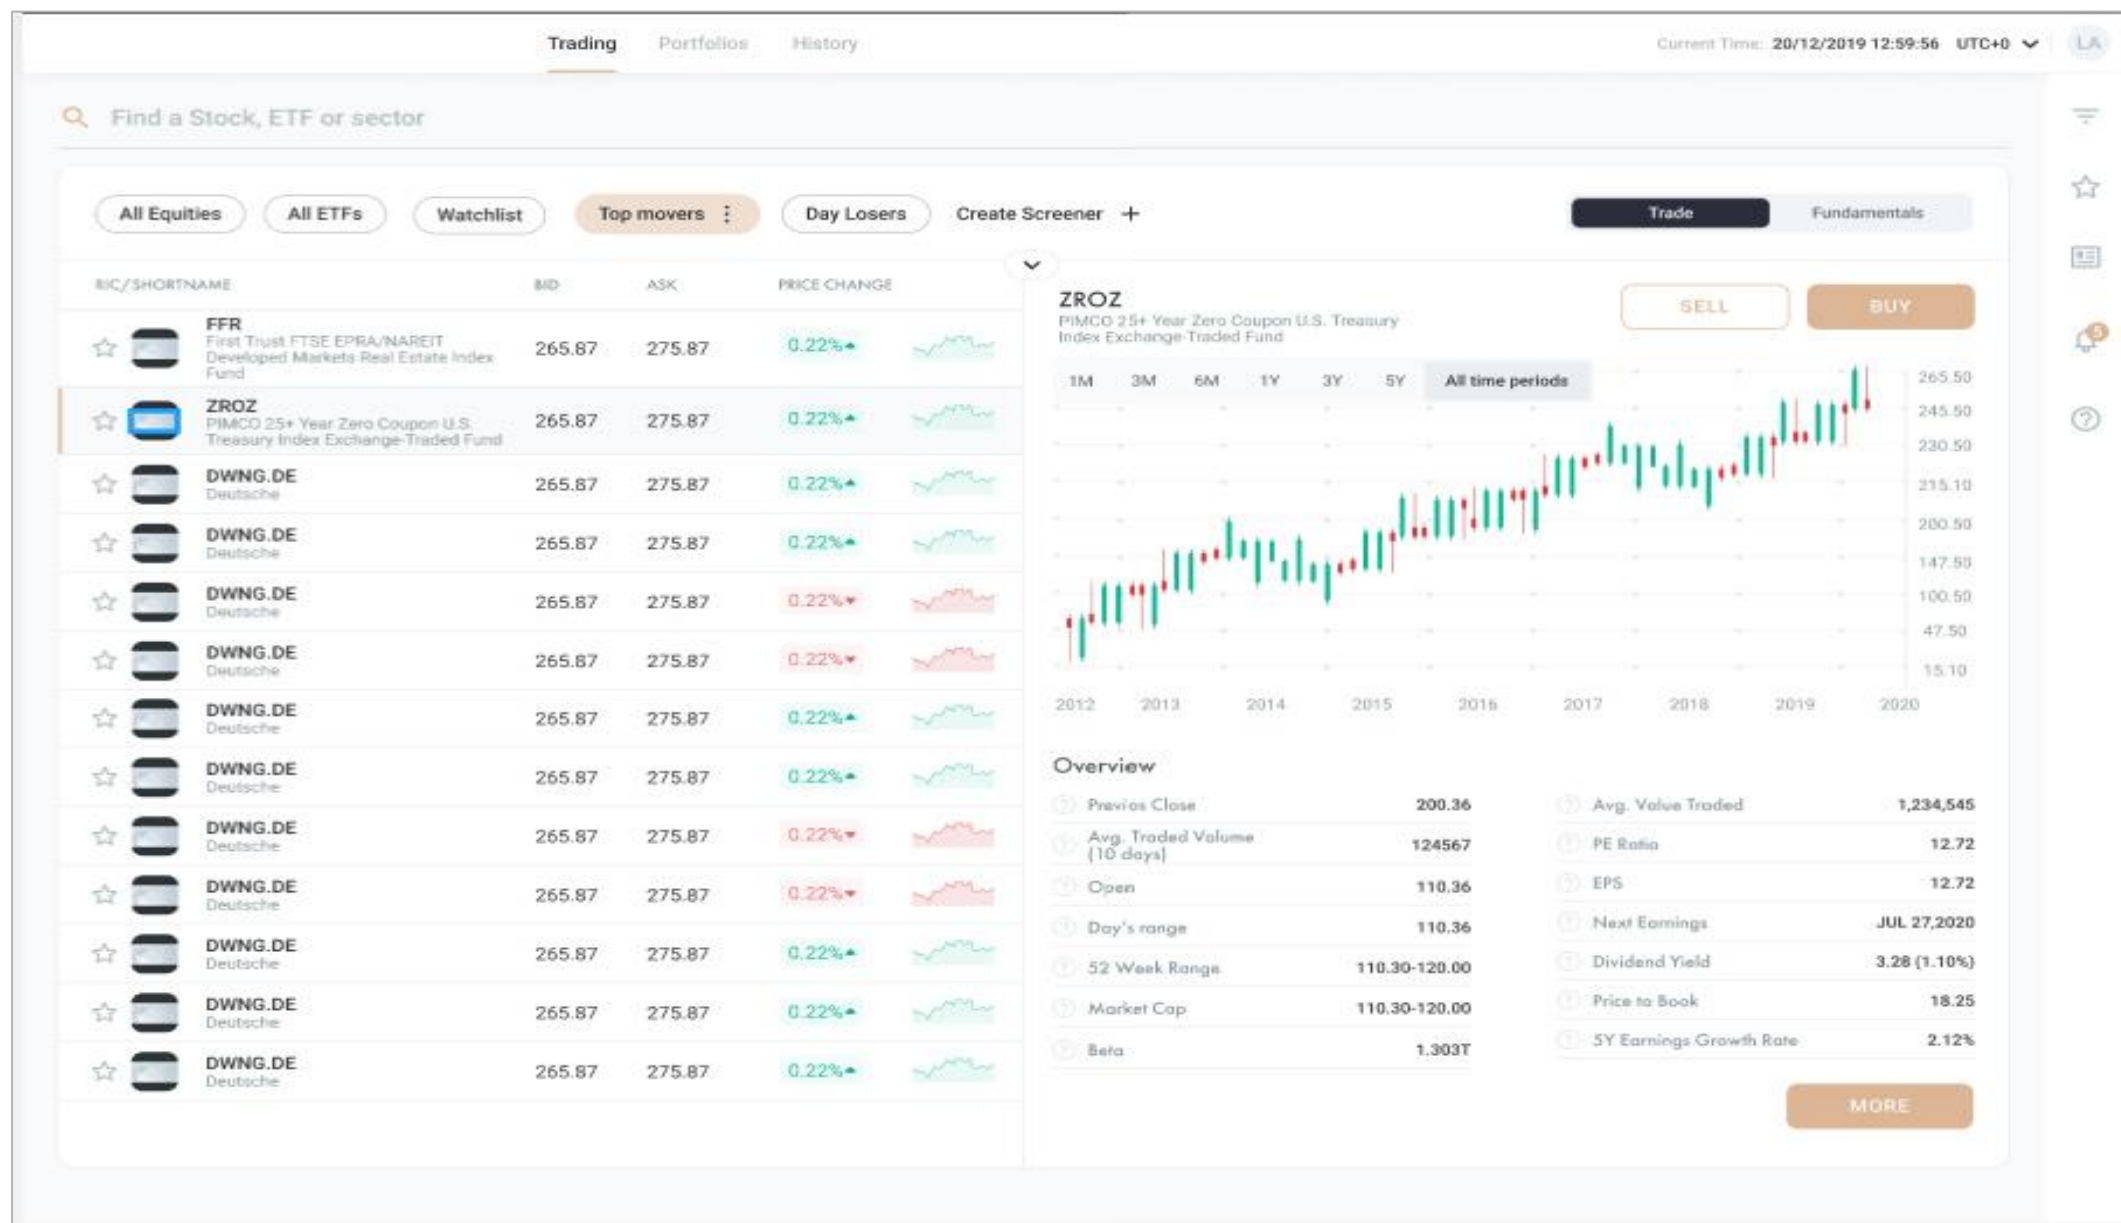 Trading Portfolios History Current Time: 20/12/2019 12:59:56 UTC+0 LA
Find a Stock, ETF or sector
All Equities All ETFs Watchlist Top movers Day Losers Create Screener + Trade Fundamentals
RIC/SHORTNAME BID ASK PRICE CHANGE
FFR
First Trust FTSE EPRA/NAREIT
Developed Markets Real Estate Index
Fund
265.87 275.87 0.22%
ZROZ
PIMCO 25+ Year Zero Coupon U.S.
Treasury Index Exchange-Traded Fund
265.87 275.87 0.22%
DWNG.DE
Deutsche
265.87 275.87 0.22%
DWNG.DE
Deutsche
265.87 275.87 0.22%
DWNG.DE
Deutsche
265.87 275.87 0.22%
DWNG.DE
Deutsche
265.87 275.87 0.22%
DWNG.DE
Deutsche
265.87 275.87 0.22%
DWNG.DE
Deutsche
265.87 275.87 0.22%
DWNG.DE
Deutsche
265.87 275.87 0.22%
DWNG.DE
Deutsche
265.87 275.87 0.22%
DWNG.DE
Deutsche
265.87 275.87 0.22%
DWNG.DE
Deutsche
265.87 275.87 0.22%
DWNG.DE
Deutsche
265.87 275.87 0.22%
ZROZ
PIMCO 25+ Year Zero Coupon U.S. Treasury
Index Exchange-Traded Fund
SELL BUY
1M 3M 6M 1Y 3Y 5Y All time periods
265.50
245.50
230.50
215.10
200.50
147.50
100.50
47.50
15.10
2012 2013 2014 2015 2016 2017 2018 2019 2020
Overview
Previos Close 200.36
Avg. Traded Volume
(10 days) 124567
Open 110.36
Day's range 110.36
52 Week Range 110.30-120.00
Market Cap 110.30-120.00
Beta 1.303T
Avg. Value Traded 1,234,545
PE Ratio 12.72
EPS 12.72
Next Earnings JUL 27,2020
Dividend Yield 3.28 (1.10%)
Price to Book 18.25
5Y Earnings Growth Rate 2.12%
MORE
5